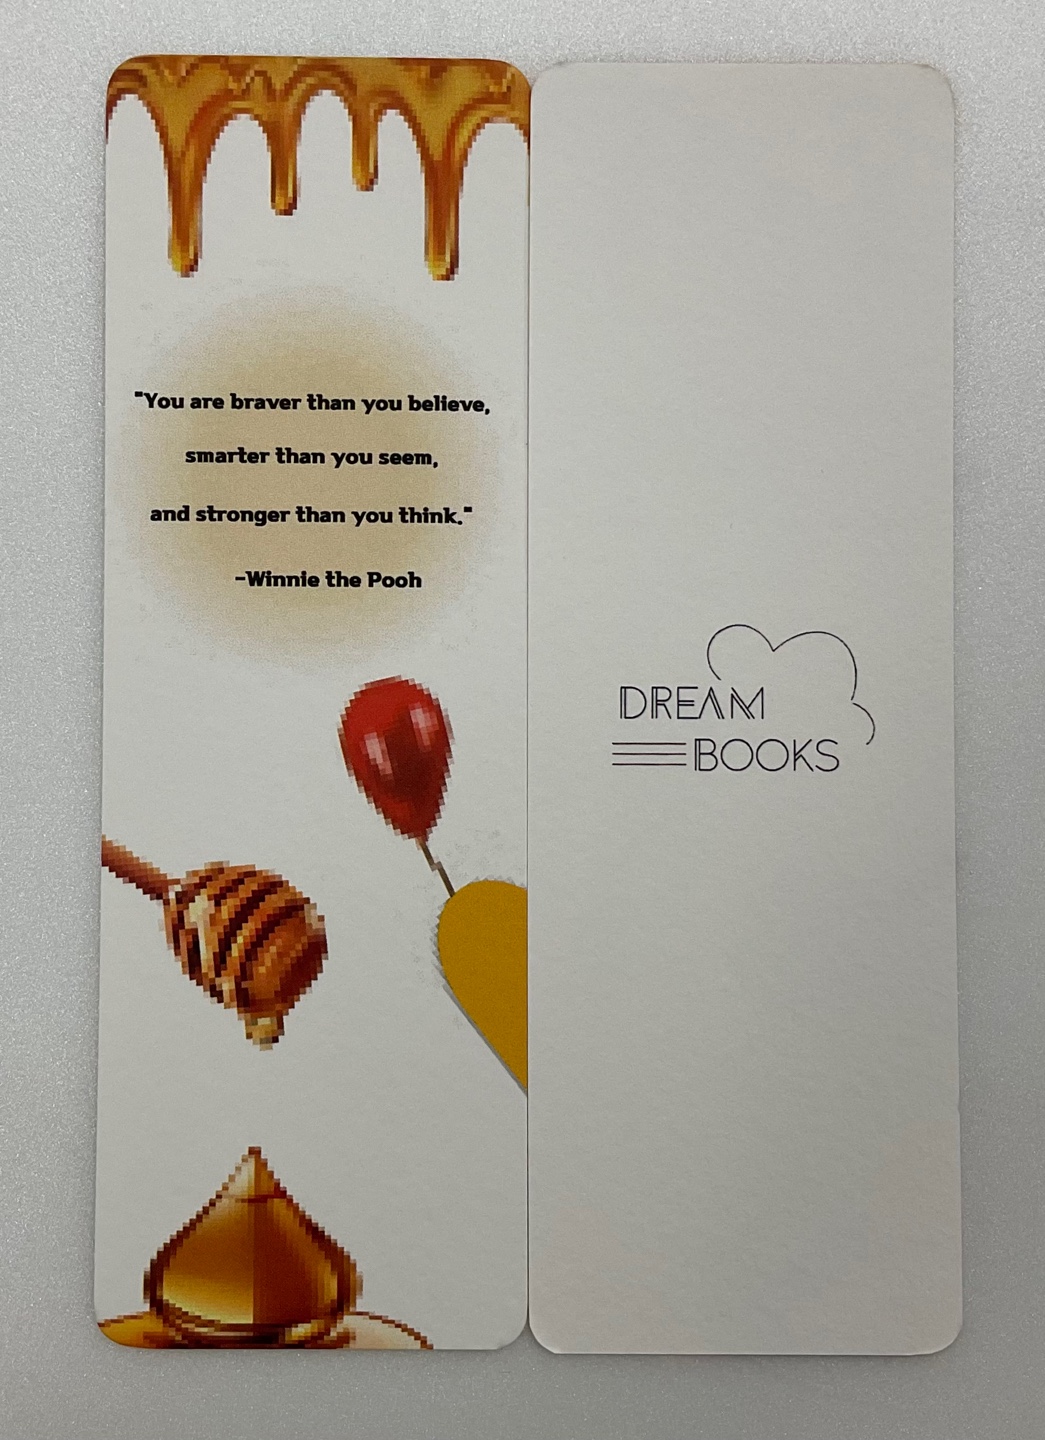 "You are braver than you believe,
smarter than you seem,
and stronger than you think."
-Winnie the Pooh
DREAM
BOOKS